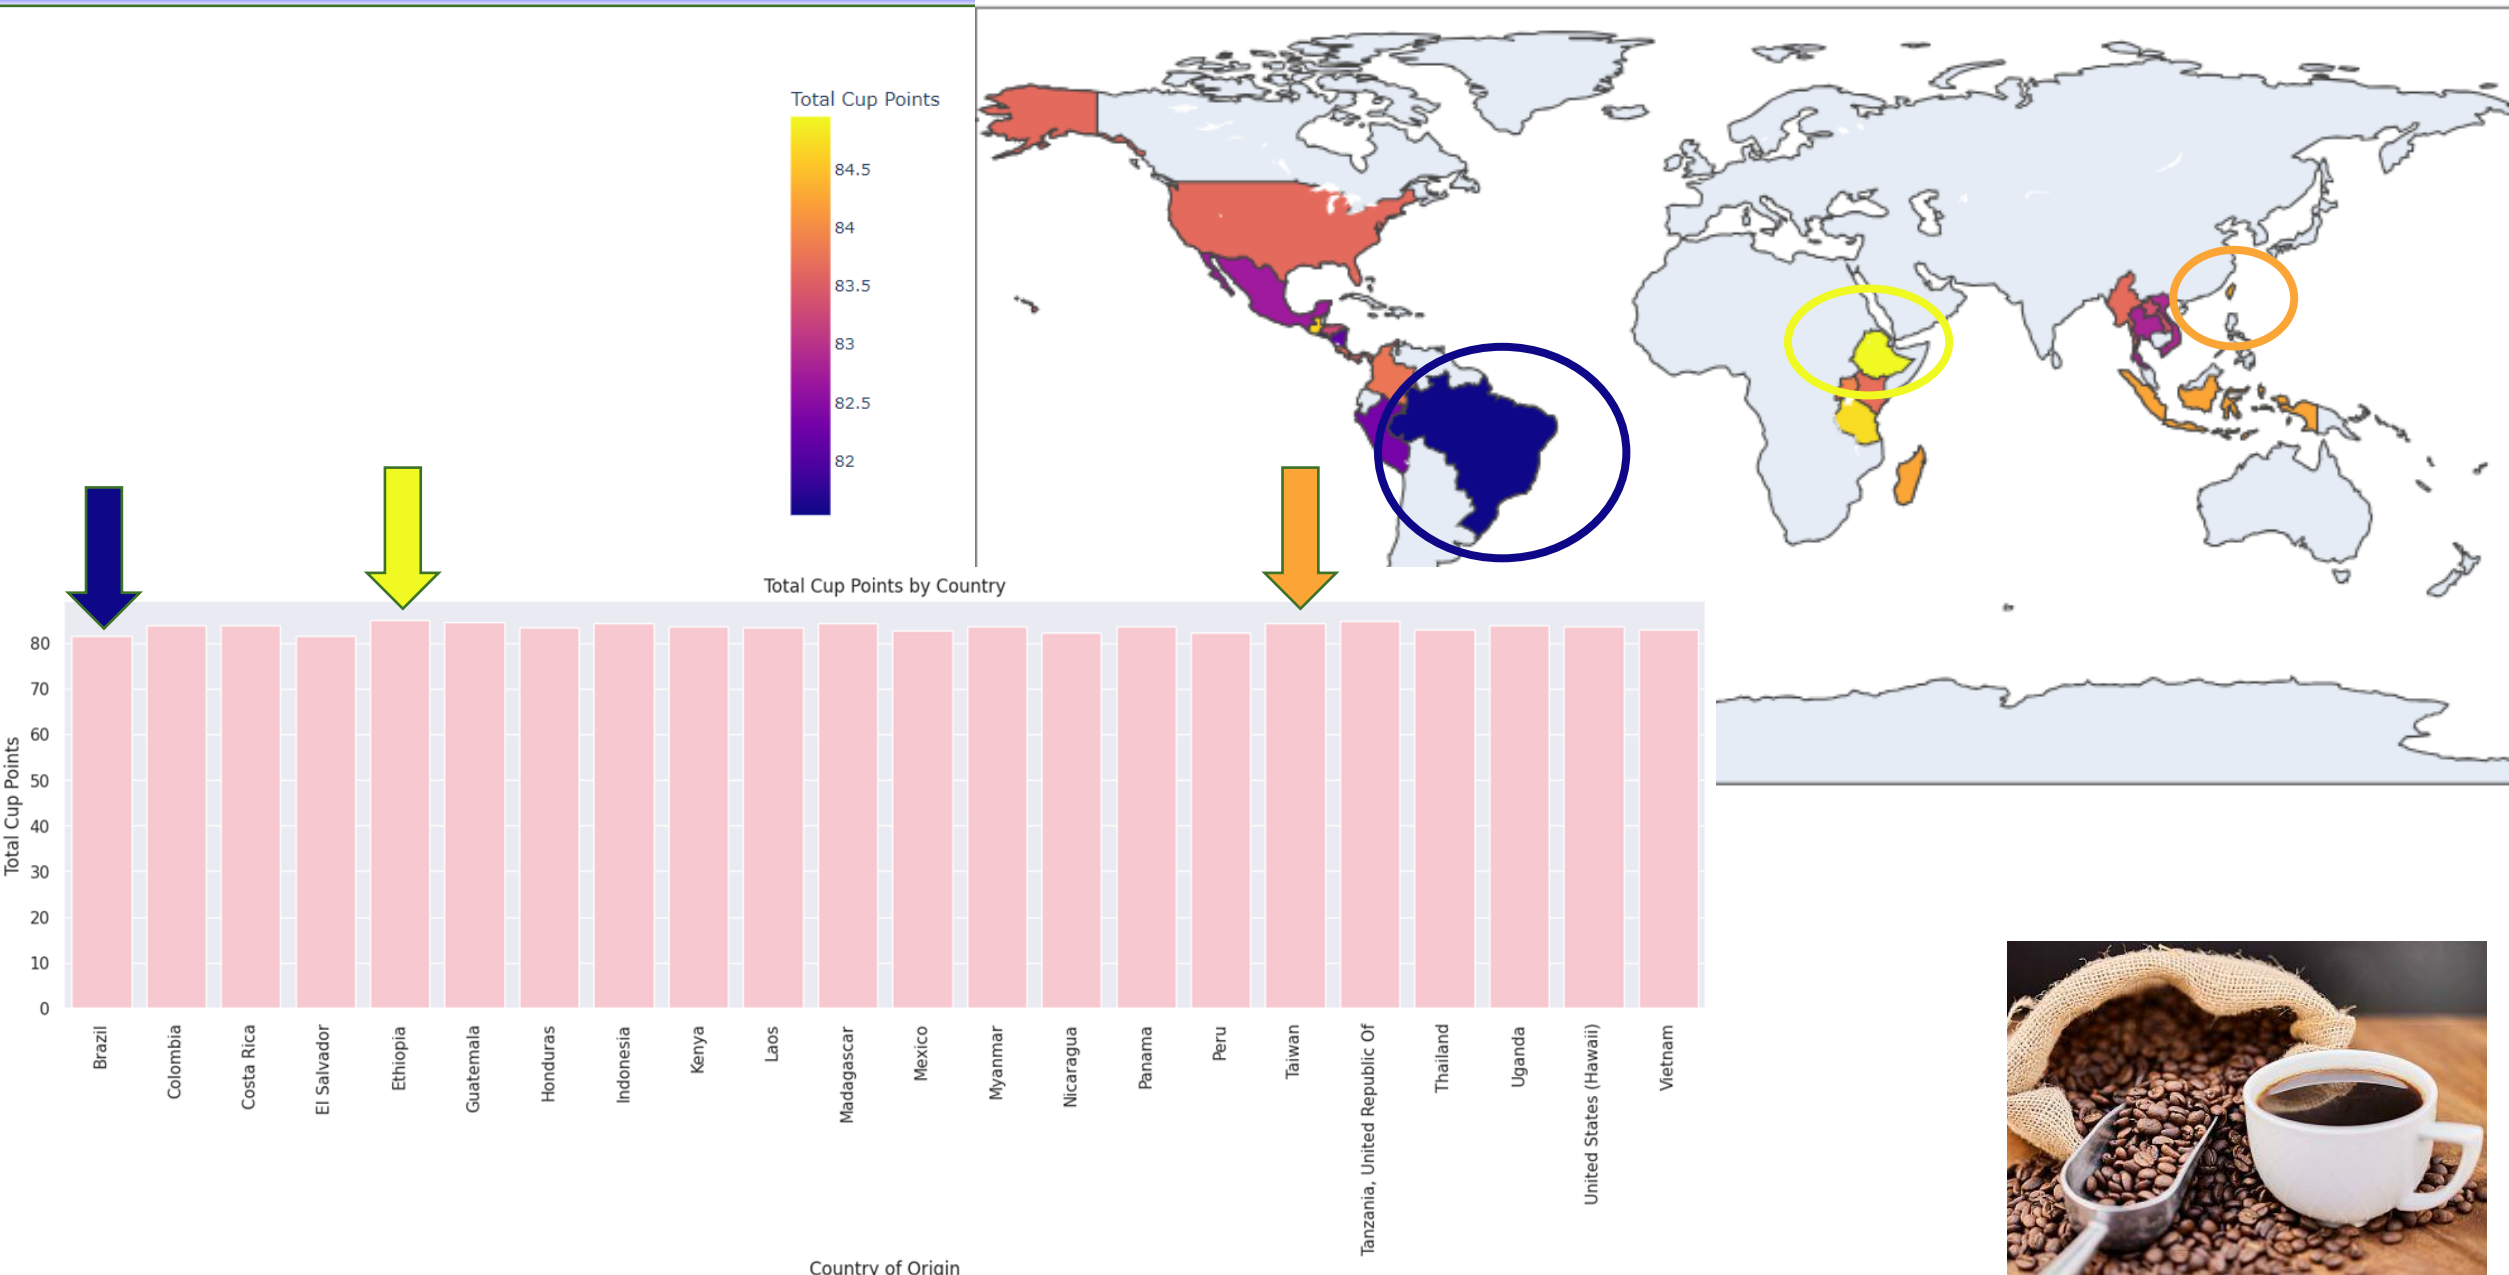 Total Cup Points
84.5
84
83.5
83
82.5
82
Total Cup Points by Country
Total Cup Points
80
70
60
50
40
30
20
10
0
Brazil
Colombia
Costa Rica
El Salvador
Ethiopia
Guatemala
Honduras
Indonesia
Kenya
Laos
Madagascar
Mexico
Myanmar
Nicaragua
Panama
Peru
Taiwan
Tanzania, United Republic Of
Thailand
Uganda
United States (Hawaii)
Vietnam
Country of Origin